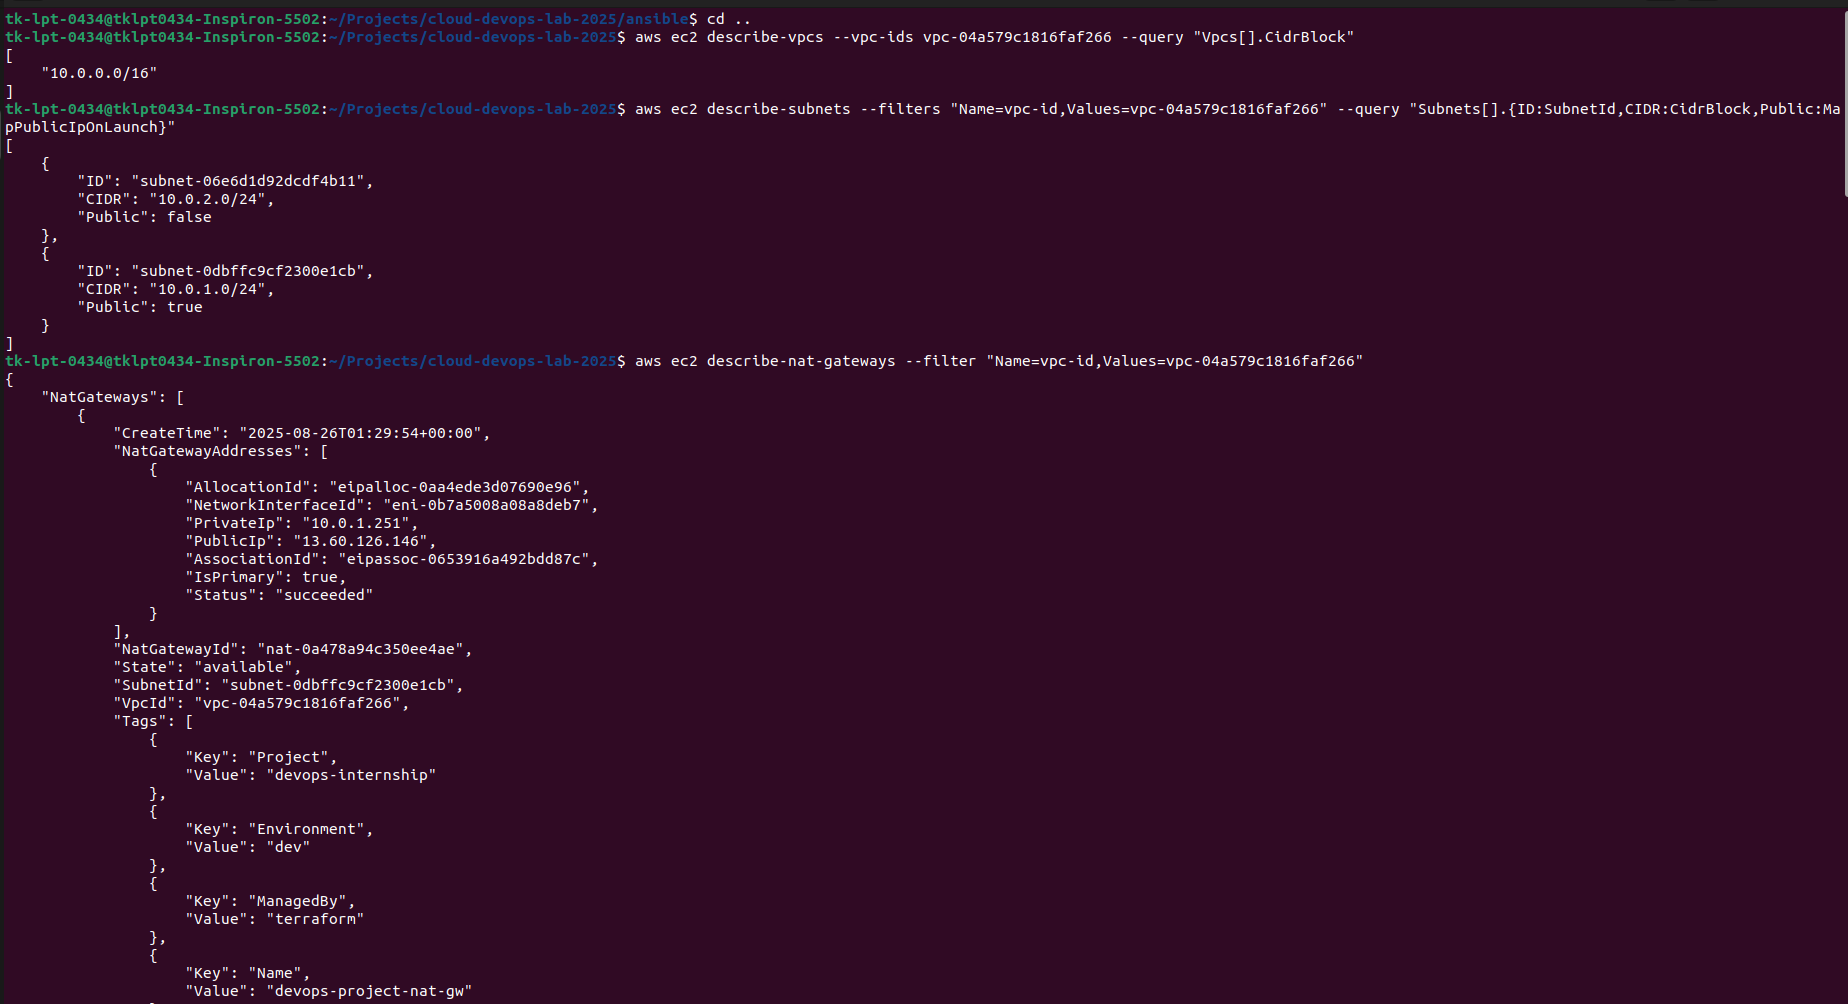 tk-lpt-0434@tklpt0434-Inspiron-5502:~/Projects/cloud-devops-lab-2025/ansible$ cd ..
tk-lpt-0434@tklpt0434-Inspiron-5502:~/Projects/cloud-devops-lab-2025$ aws ec2 describe-vpcs --vpc-ids vpc-04a579c1816faf266 --query "Vpcs[].CidrBlock"
[
    "10.0.0.0/16"
]
tk-lpt-0434@tklpt0434-Inspiron-5502:~/Projects/cloud-devops-lab-2025$ aws ec2 describe-subnets --filters "Name=vpc-id,Values=vpc-04a579c1816faf266" --query "Subnets[].{ID:SubnetId,CIDR:CidrBlock,Public:Ma
pPublicIpOnLaunch}"
[
    {
        "ID": "subnet-06e6d1d92dcdf4b11",
        "CIDR": "10.0.2.0/24",
        "Public": false
    },
    {
        "ID": "subnet-0dbffc9cf2300e1cb",
        "CIDR": "10.0.1.0/24",
        "Public": true
    }
]
tk-lpt-0434@tklpt0434-Inspiron-5502:~/Projects/cloud-devops-lab-2025$ aws ec2 describe-nat-gateways --filter "Name=vpc-id,Values=vpc-04a579c1816faf266"
{
    "NatGateways": [
        {
            "CreateTime": "2025-08-26T01:29:54+00:00",
            "NatGatewayAddresses": [
                {
                    "AllocationId": "eipalloc-0aa4ede3d07690e96",
                    "NetworkInterfaceId": "eni-0b7a5008a08a8deb7",
                    "PrivateIp": "10.0.1.251",
                    "PublicIp": "13.60.126.146",
                    "AssociationId": "eipassoc-0653916a492bdd87c",
                    "IsPrimary": true,
                    "Status": "succeeded"
                }
            ],
            "NatGatewayId": "nat-0a478a94c350ee4ae",
            "State": "available",
            "SubnetId": "subnet-0dbffc9cf2300e1cb",
            "VpcId": "vpc-04a579c1816faf266",
            "Tags": [
                {
                    "Key": "Project",
                    "Value": "devops-internship"
                },
                {
                    "Key": "Environment",
                    "Value": "dev"
                },
                {
                    "Key": "ManagedBy",
                    "Value": "terraform"
                },
                {
                    "Key": "Name",
                    "Value": "devops-project-nat-gw"